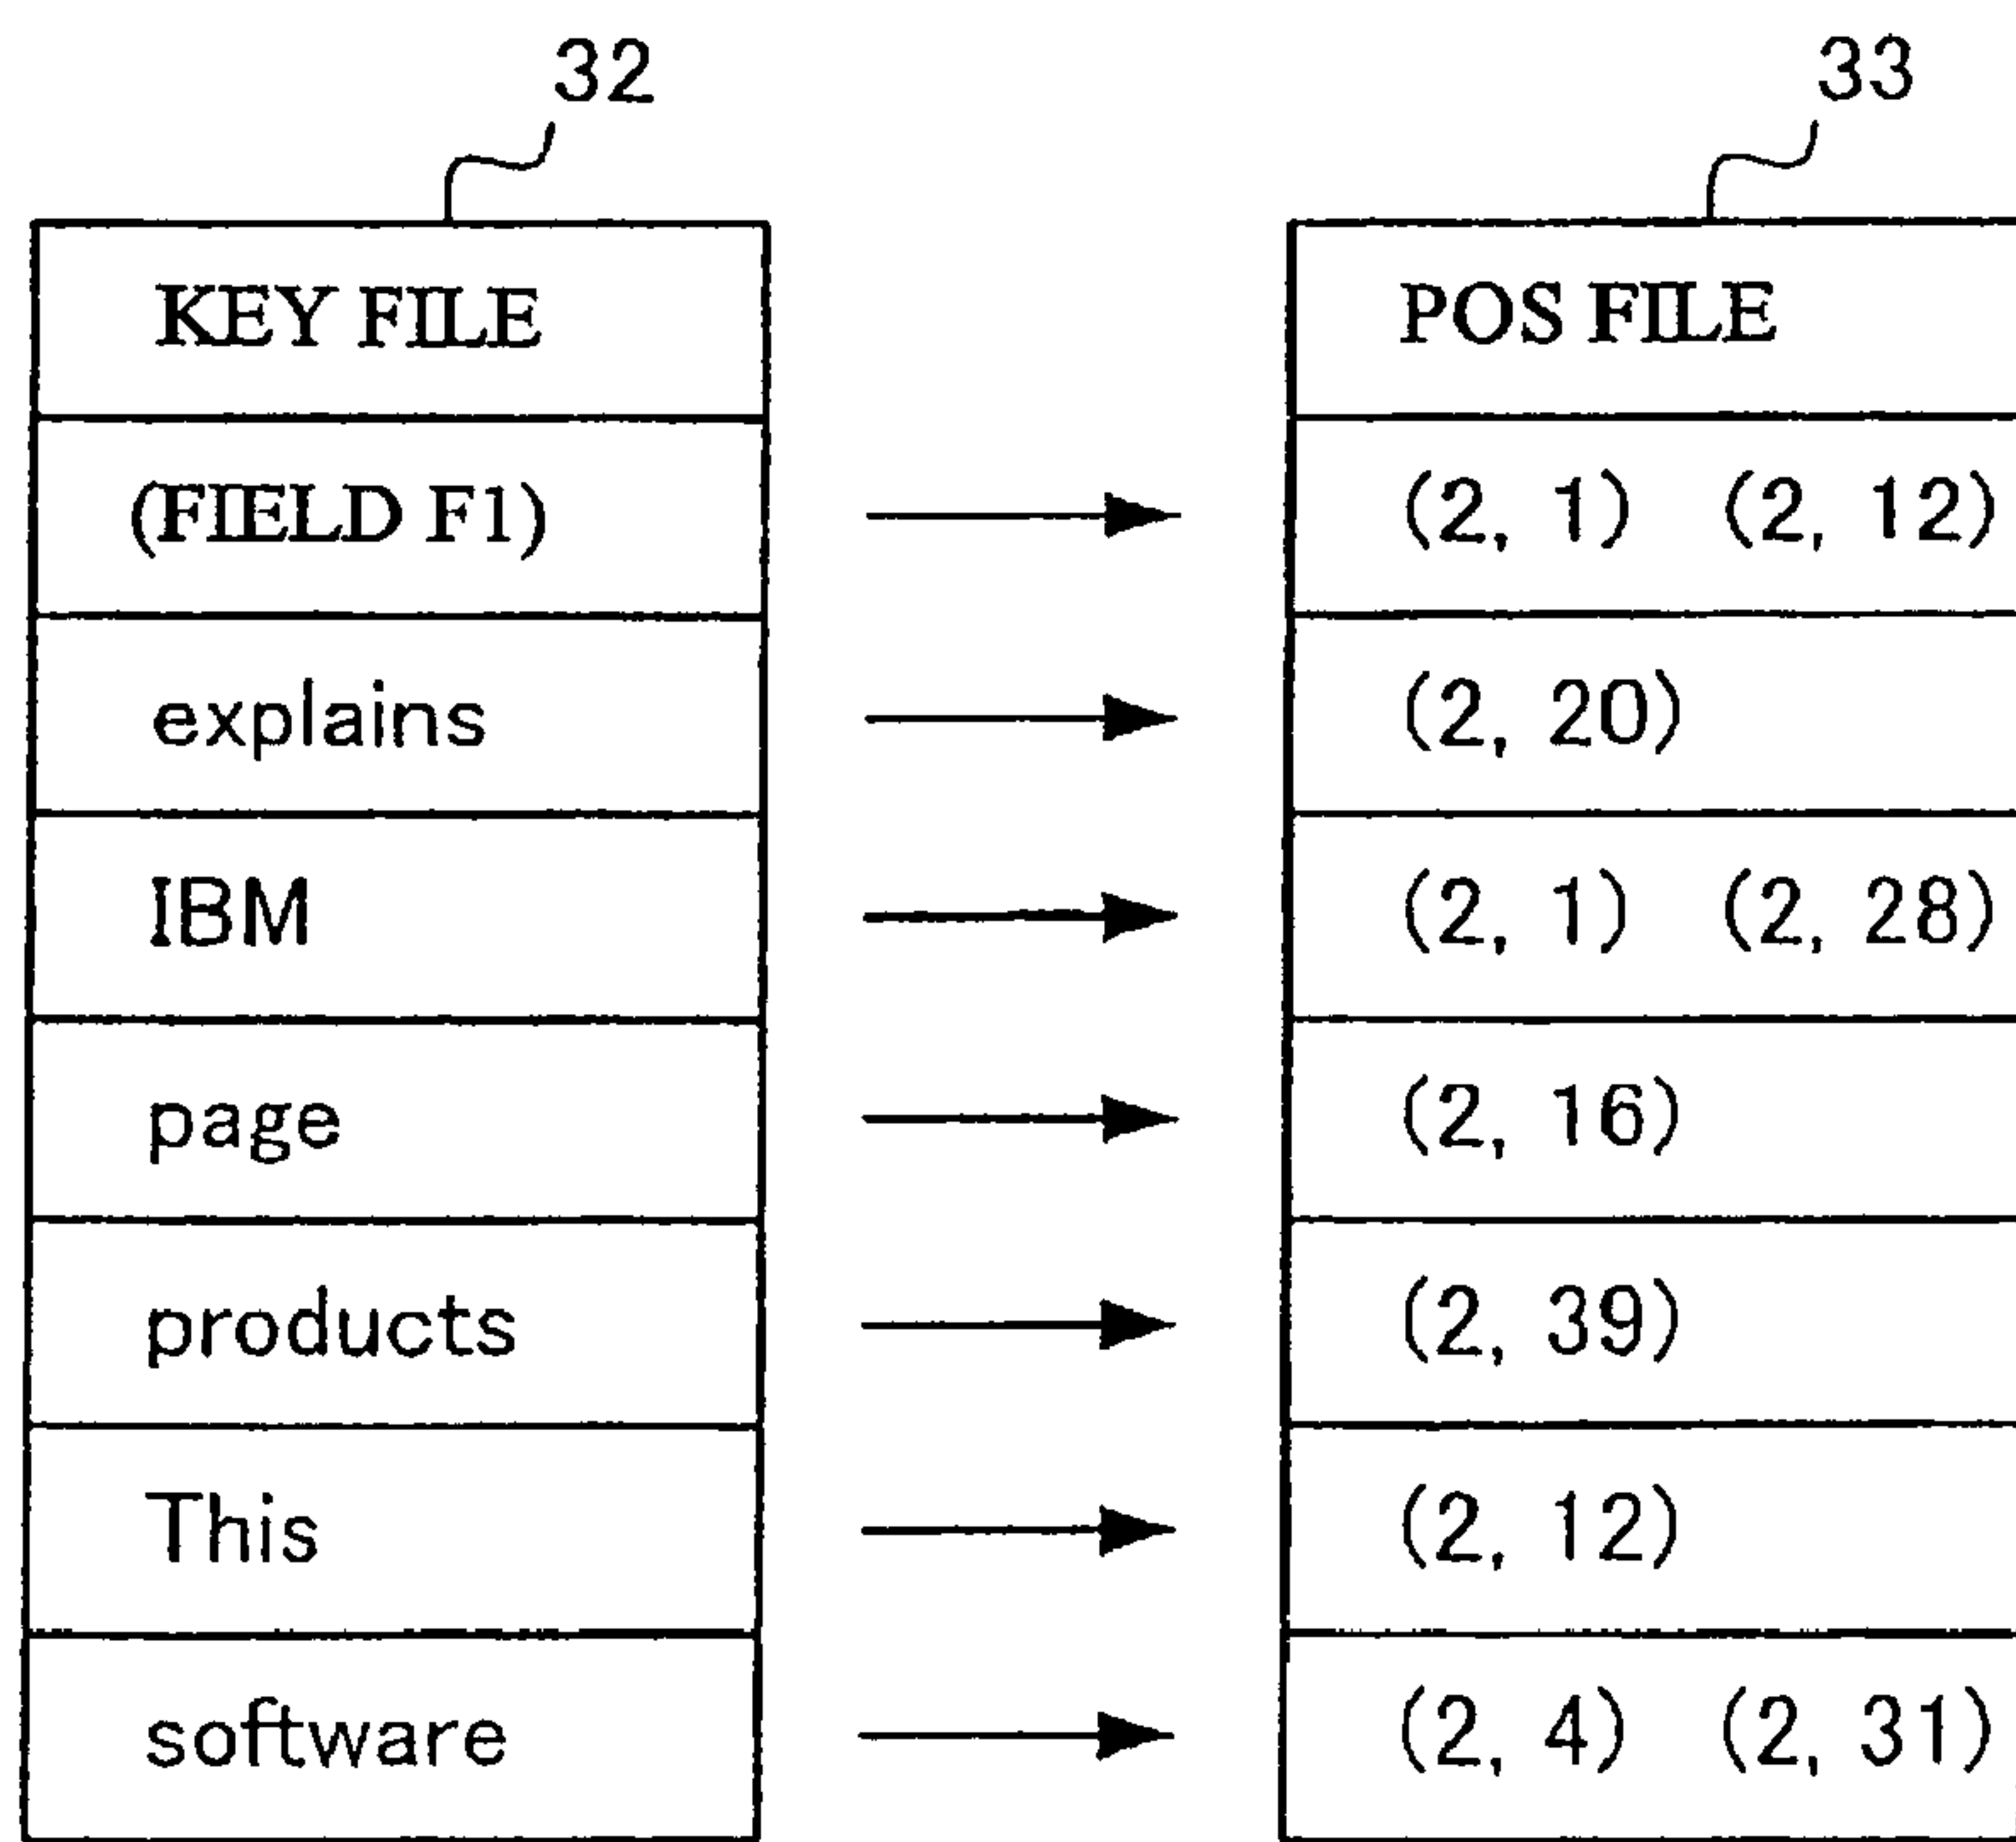 32 33
KEY FILE POS FILE
(FIELD F1) (2, 1) (2, 12)
explains (2, 20)
IBM (2, 1) (2, 28)
page (2, 16)
products (2, 39)
This (2, 12)
software (2, 4) (2, 31)